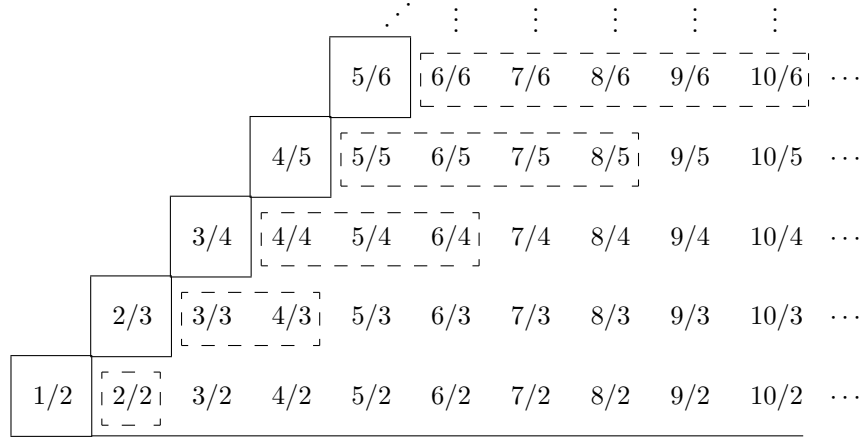 ⋰ ⋮ ⋮ ⋮ ⋮ ⋮
5/6 6/6 7/6 8/6 9/6 10/6 ⋯
4/5 5/5 6/5 7/5 8/5 9/5 10/5 ⋯
3/4 4/4 5/4 6/4 7/4 8/4 9/4 10/4 ⋯
2/3 3/3 4/3 5/3 6/3 7/3 8/3 9/3 10/3 ⋯
1/2 2/2 3/2 4/2 5/2 6/2 7/2 8/2 9/2 10/2 ⋯